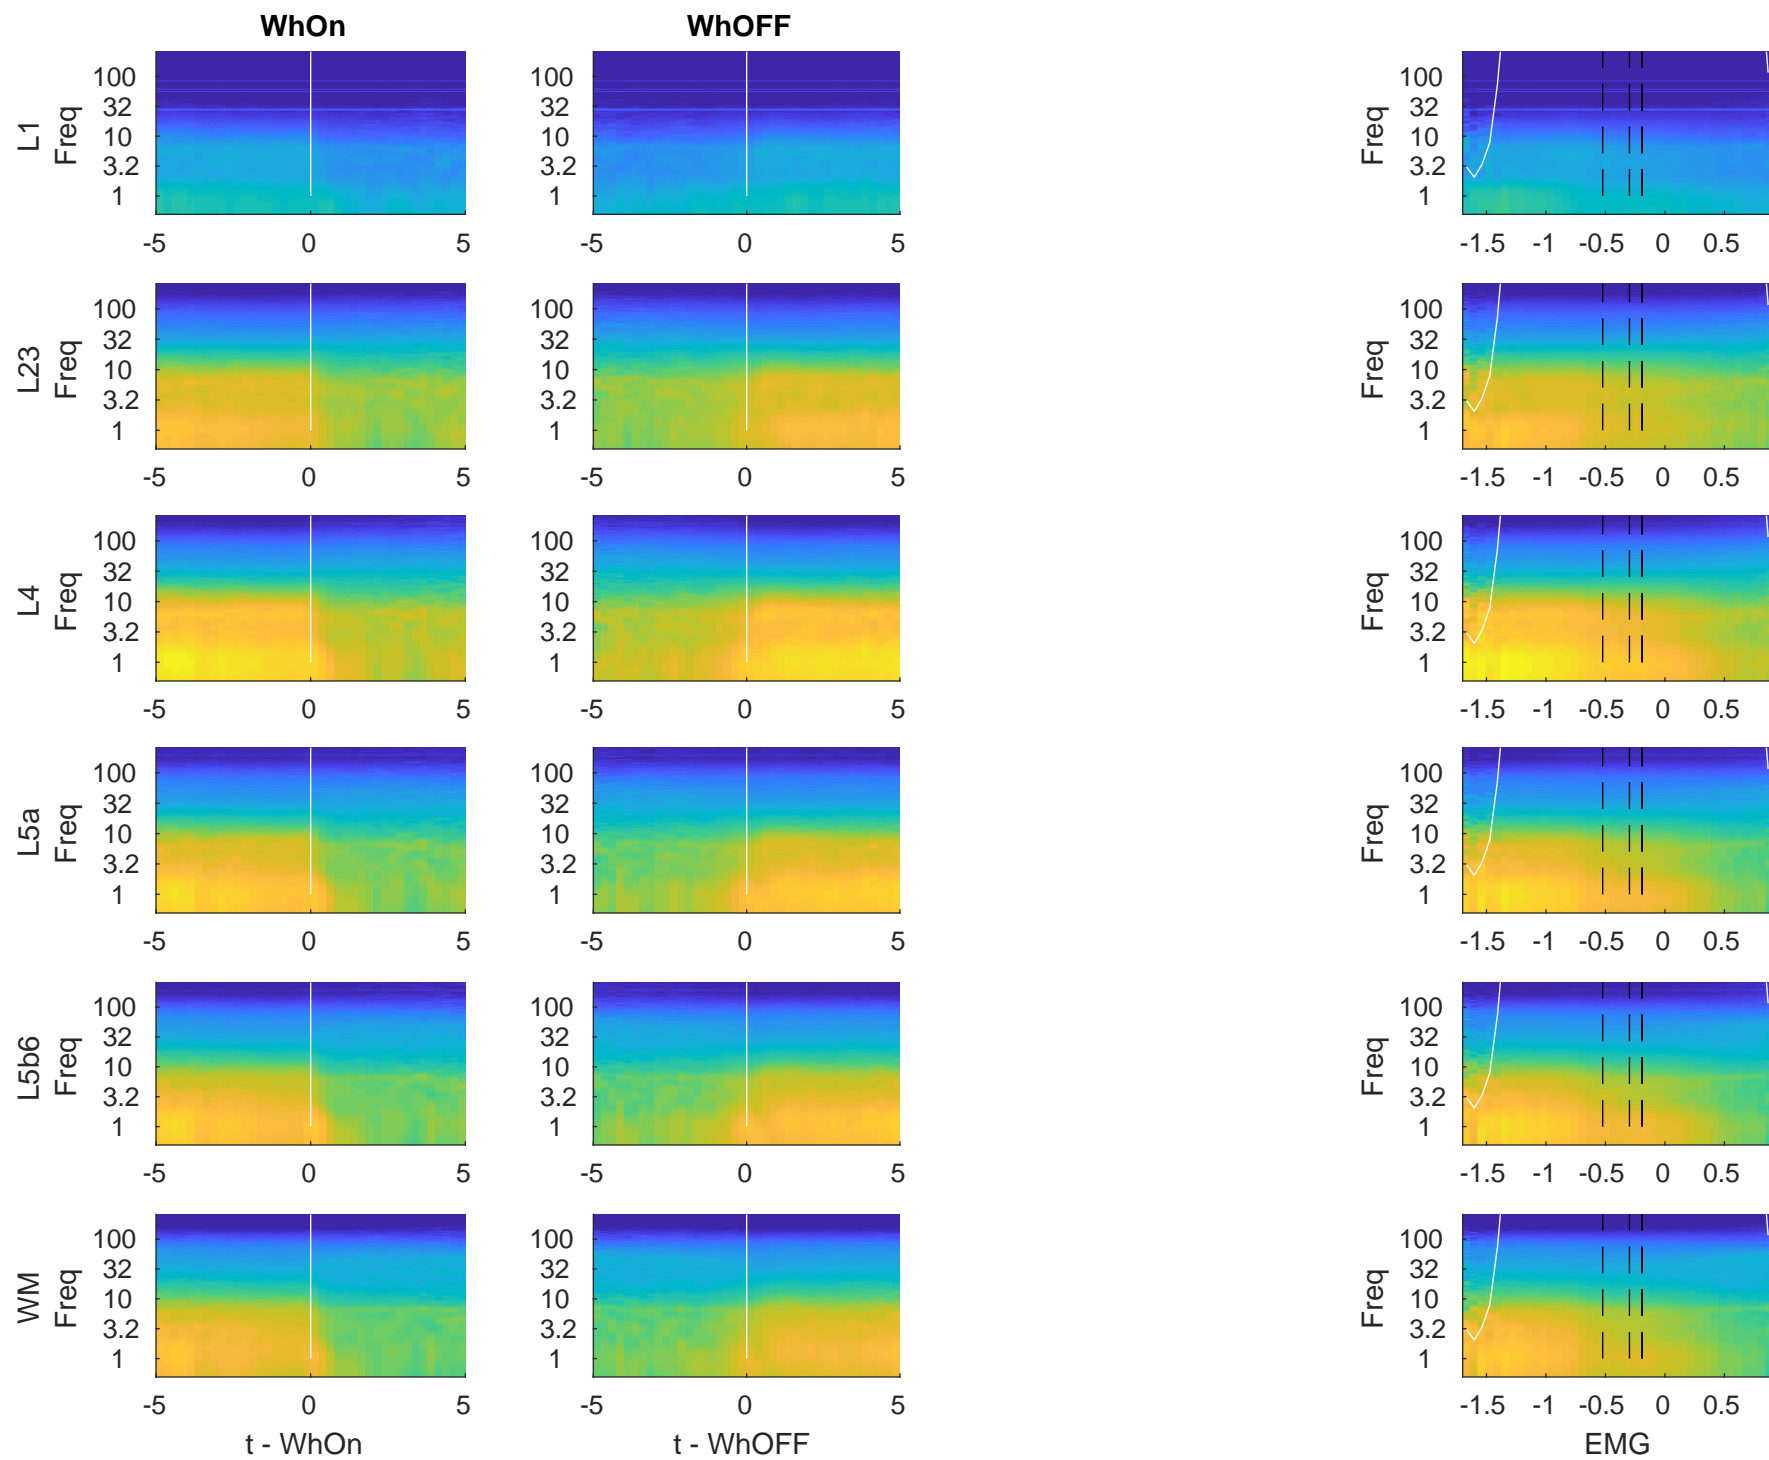 WhOn WhOFF
L1 Freq 100 32 10 3.2 1 100 32 10 3.2 1 Freq 100 32 10 3.2 1
-5 0 5 -5 0 5 -1.5 -1 -0.5 0 0.5
L23 Freq 100 32 10 3.2 1 100 32 10 3.2 1 Freq 100 32 10 3.2 1
-5 0 5 -5 0 5 -1.5 -1 -0.5 0 0.5
L4 Freq 100 32 10 3.2 1 100 32 10 3.2 1 Freq 100 32 10 3.2 1
-5 0 5 -5 0 5 -1.5 -1 -0.5 0 0.5
L5a Freq 100 32 10 3.2 1 100 32 10 3.2 1 Freq 100 32 10 3.2 1
-5 0 5 -5 0 5 -1.5 -1 -0.5 0 0.5
L5b6 Freq 100 32 10 3.2 1 100 32 10 3.2 1 Freq 100 32 10 3.2 1
-5 0 5 -5 0 5 -1.5 -1 -0.5 0 0.5
WM Freq 100 32 10 3.2 1 100 32 10 3.2 1 Freq 100 32 10 3.2 1
-5 0 5 -5 0 5 -1.5 -1 -0.5 0 0.5
t - WhOn t - WhOFF EMG